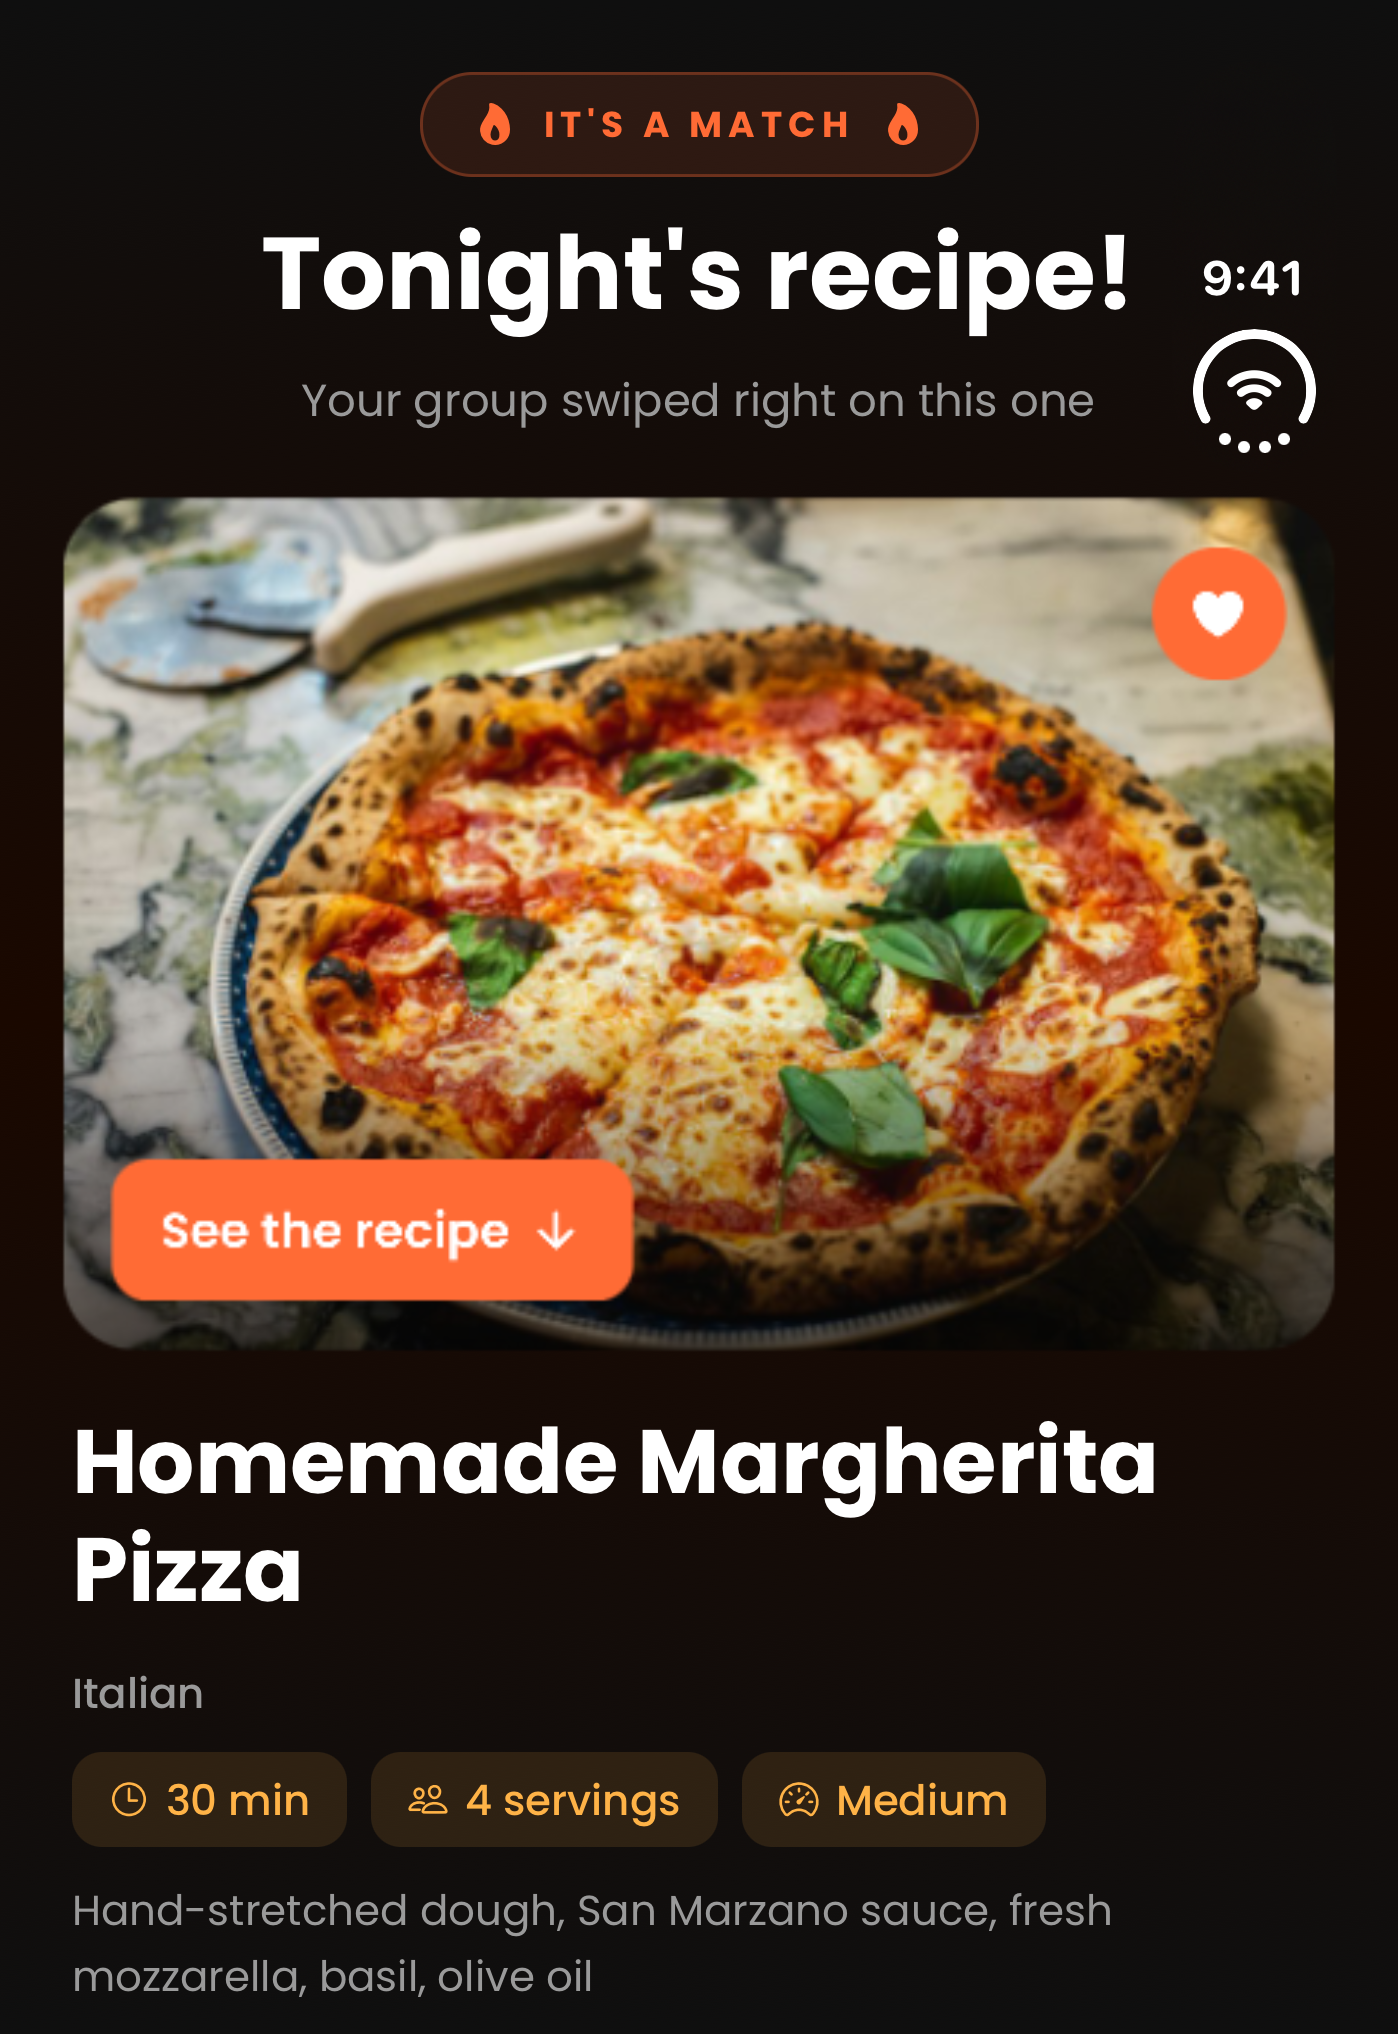 IT'S A MATCH
Tonight's recipe!
9:41
Your group swiped right on this one
See the recipe ↓
Homemade Margherita
Pizza
Italian
30 min
4 servings
Medium
Hand-stretched dough, San Marzano sauce, fresh
mozzarella, basil, olive oil